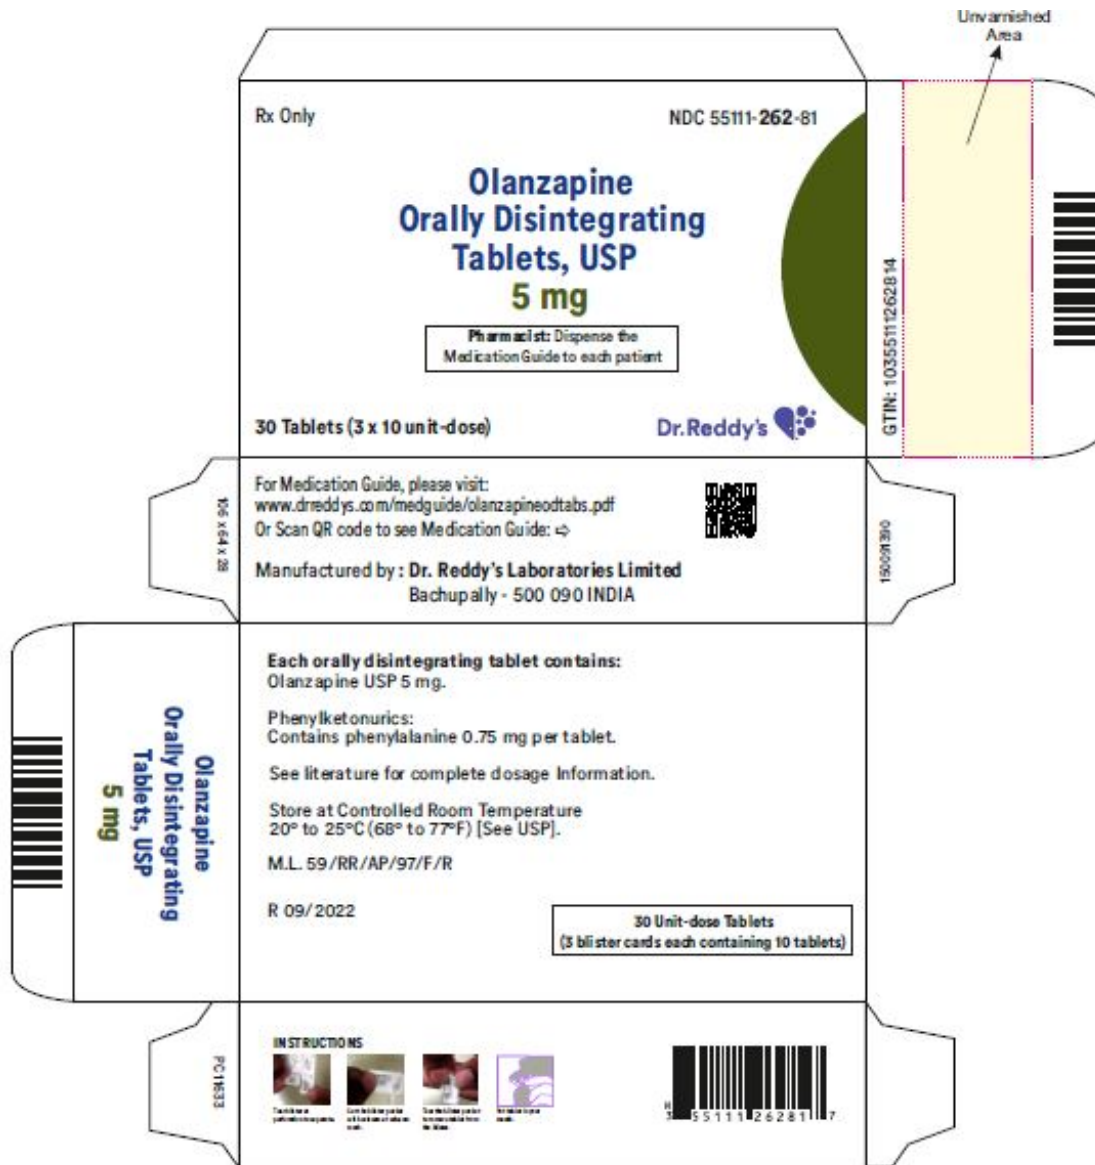 Unvarnished
Area
Rx Only
NDC 55111-262-81
Olanzapine
Orally Disintegrating
Tablets, USP
5 mg
Pharmacist: Dispense the
Medication Guide to each patient
30 Tablets (3 x 10 unit-dose)
Dr.Reddy's
GTIN: 10355111262814
For Medication Guide, please visit:
www.drreddys.com/medguide/olanzapineodtabs.pdf
Or Scan QR code to see Medication Guide: ➩
106 x 64 x 28
150091390
Manufactured by : Dr. Reddy's Laboratories Limited
Bachupally - 500 090 INDIA
Olanzapine
Orally Disintegrating
Tablets, USP
5 mg
Each orally disintegrating tablet contains:
Olanzapine USP 5 mg.
Phenylketonurics:
Contains phenylalanine 0.75 mg per tablet.
See literature for complete dosage Information.
Store at Controlled Room Temperature
20° to 25°C (68° to 77°F) [See USP].
M.L. 59/RR/AP/97/F/R
R 09/2022
30 Unit-dose Tablets
(3 blister cards each containing 10 tablets)
PC11633
INSTRUCTIONS
N
3 55111 26281 7